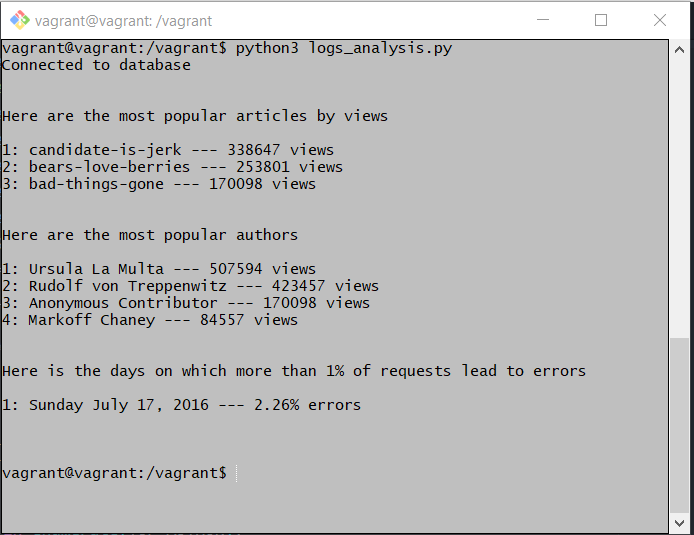 vagrant@vagrant: /vagrant
vagrant@vagrant:/vagrant$ python3 logs_analysis.py
Connected to database
Here are the most popular articles by views
1: candidate-is-jerk --- 338647 views
2: bears-love-berries --- 253801 views
3: bad-things-gone --- 170098 views
Here are the most popular authors
1: Ursula La Multa --- 507594 views
2: Rudolf von Treppenwitz --- 423457 views
3: Anonymous Contributor --- 170098 views
4: Markoff Chaney --- 84557 views
Here is the days on which more than 1% of requests lead to errors
1: Sunday July 17, 2016 --- 2.26% errors
vagrant@vagrant:/vagrant$